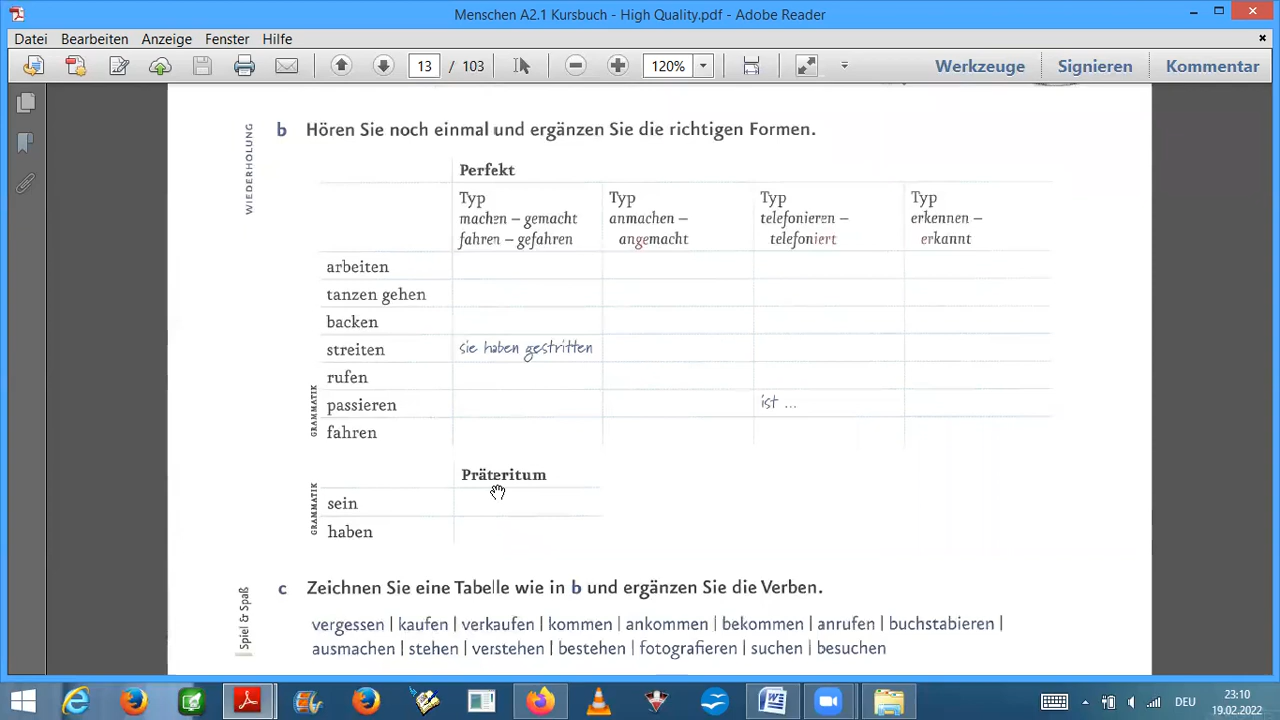 Menschen A2.1 Kursbuch - High Quality.pdf - Adobe Reader
Datei Bearbeiten Anzeige Fenster Hilfe
13 / 103 120% Werkzeuge Signieren Kommentar
WIEDERHOLUNG
b Hören Sie noch einmal und ergänzen Sie die richtigen Formen.
Perfekt
Typ Typ Typ Typ
machen – gemacht anmachen – telefonieren – erkennen –
fahren – gefahren angemacht telefoniert erkannt
arbeiten
tanzen gehen
backen
streiten sie haben gestritten
rufen
GRAMMATIK
passieren ist ...
fahren
Präteritum
GRAMMATIK
sein
haben
Spiel & Spaß
c Zeichnen Sie eine Tabelle wie in b und ergänzen Sie die Verben.
vergessen | kaufen | verkaufen | kommen | ankommen | bekommen | anrufen | buchstabieren |
ausmachen | stehen | verstehen | bestehen | fotografieren | suchen | besuchen
DEU 23:10
19.02.2022